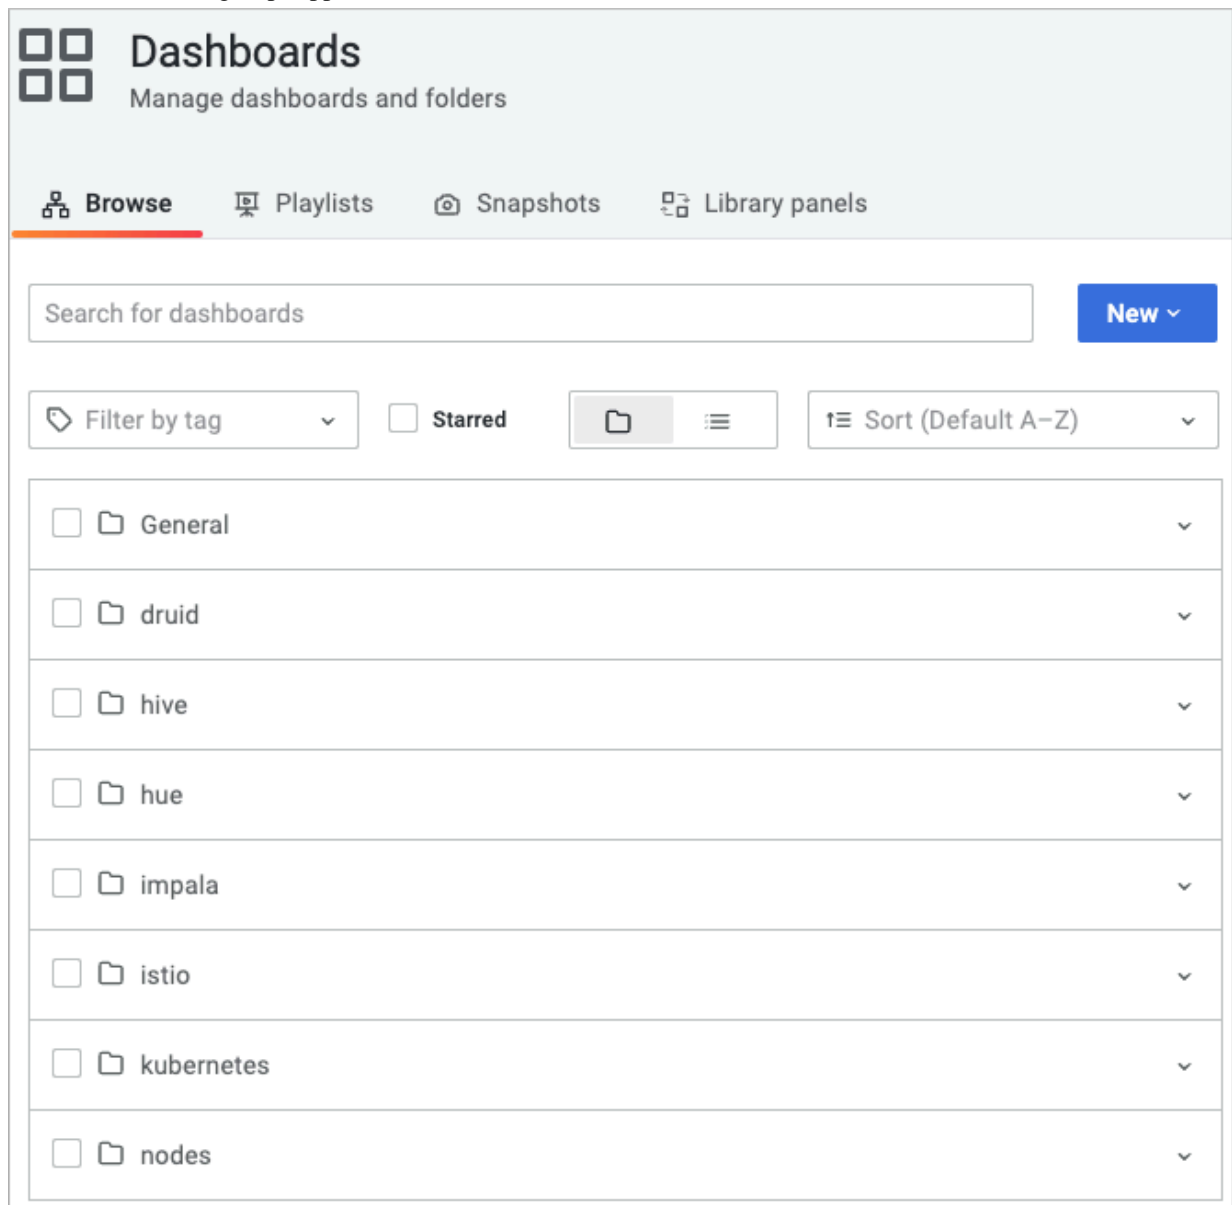 Dashboards
Manage dashboards and folders
Browse Playlists Snapshots Library panels
Search for dashboards New
Filter by tag Starred Sort (Default A–Z)
General
druid
hive
hue
impala
istio
kubernetes
nodes